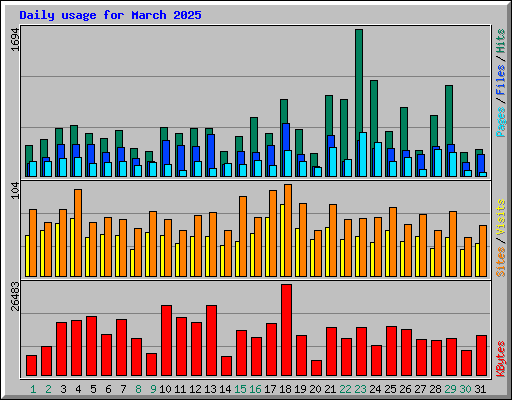 Daily usage for March 2025
1694
Pages / Files / Hits
104
Sites / Visits
26483
KBytes
1 2 3 4 5 6 7 8 9 10 11 12 13 14 15 16 17 18 19 20 21 22 23 24 25 26 27 28 29 30 31